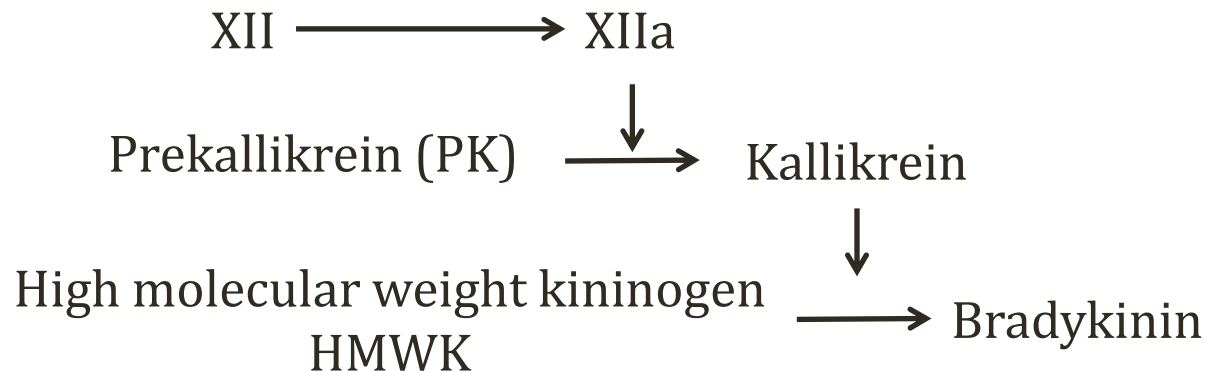 XII
XIIa
Prekallikrein (PK)
Kallikrein
High molecular weight kininogen
HMWK
Bradykinin